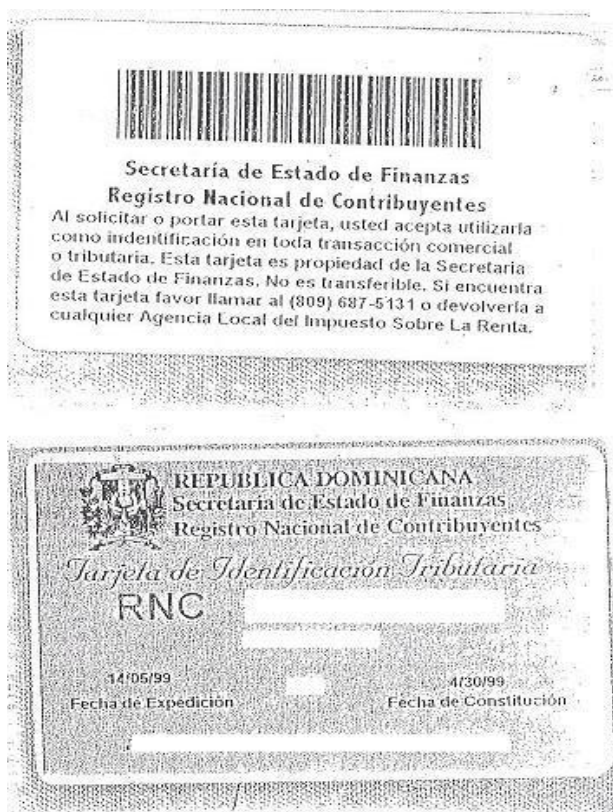 Secretaría de Estado de Finanzas
Registro Nacional de Contribuyentes
Al solicitar o portar esta tarjeta, usted acepta utilizarla
como indentificación en toda transacción comercial
o tributaria. Esta tarjeta es propiedad de la Secretaria
de Estado de Finanzas. No es transferible. Si encuentra
esta tarjeta favor llamar al (809) 687-5131 o devolverla a
cualquier Agencia Local del Impuesto Sobre La Renta.
REPUBLICA DOMINICANA
Secretaria de Estado de Finanzas
Registro Nacional de Contribuyentes
Tarjeta de Identificación Tributaria
RNC
14/05/99 4/30/99
Fecha de Expedición Fecha de Constitución